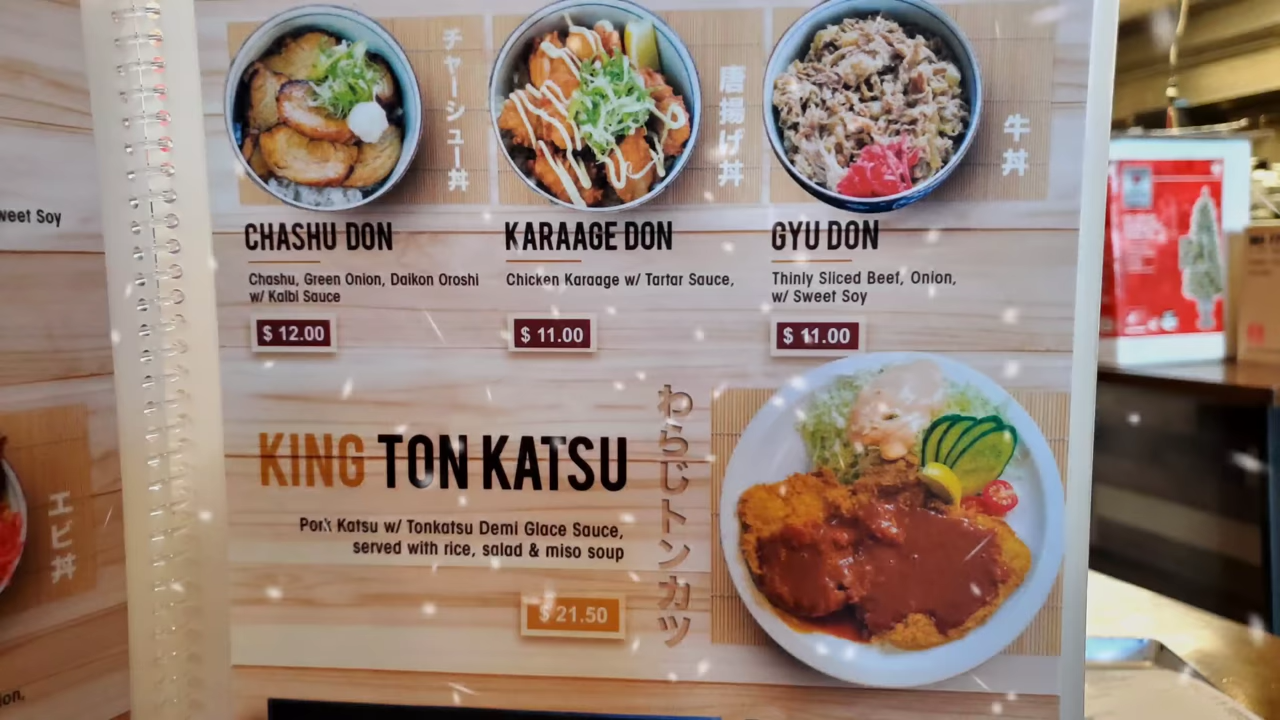 weet Soy
エビ丼
チャーシュー丼
唐揚げ丼
牛丼
CHASHU DON
Chashu, Green Onion, Daikon Oroshi
w/ Kalbi Sauce
$ 12.00
KARAAGE DON
Chicken Karaage w/ Tartar Sauce,
$ 11.00
GYU DON
Thinly Sliced Beef, Onion,
w/ Sweet Soy
$ 11.00
KING TON KATSU
わらじトンカツ
Pork Katsu w/ Tonkatsu Demi Glace Sauce,
served with rice, salad & miso soup
$ 21.50